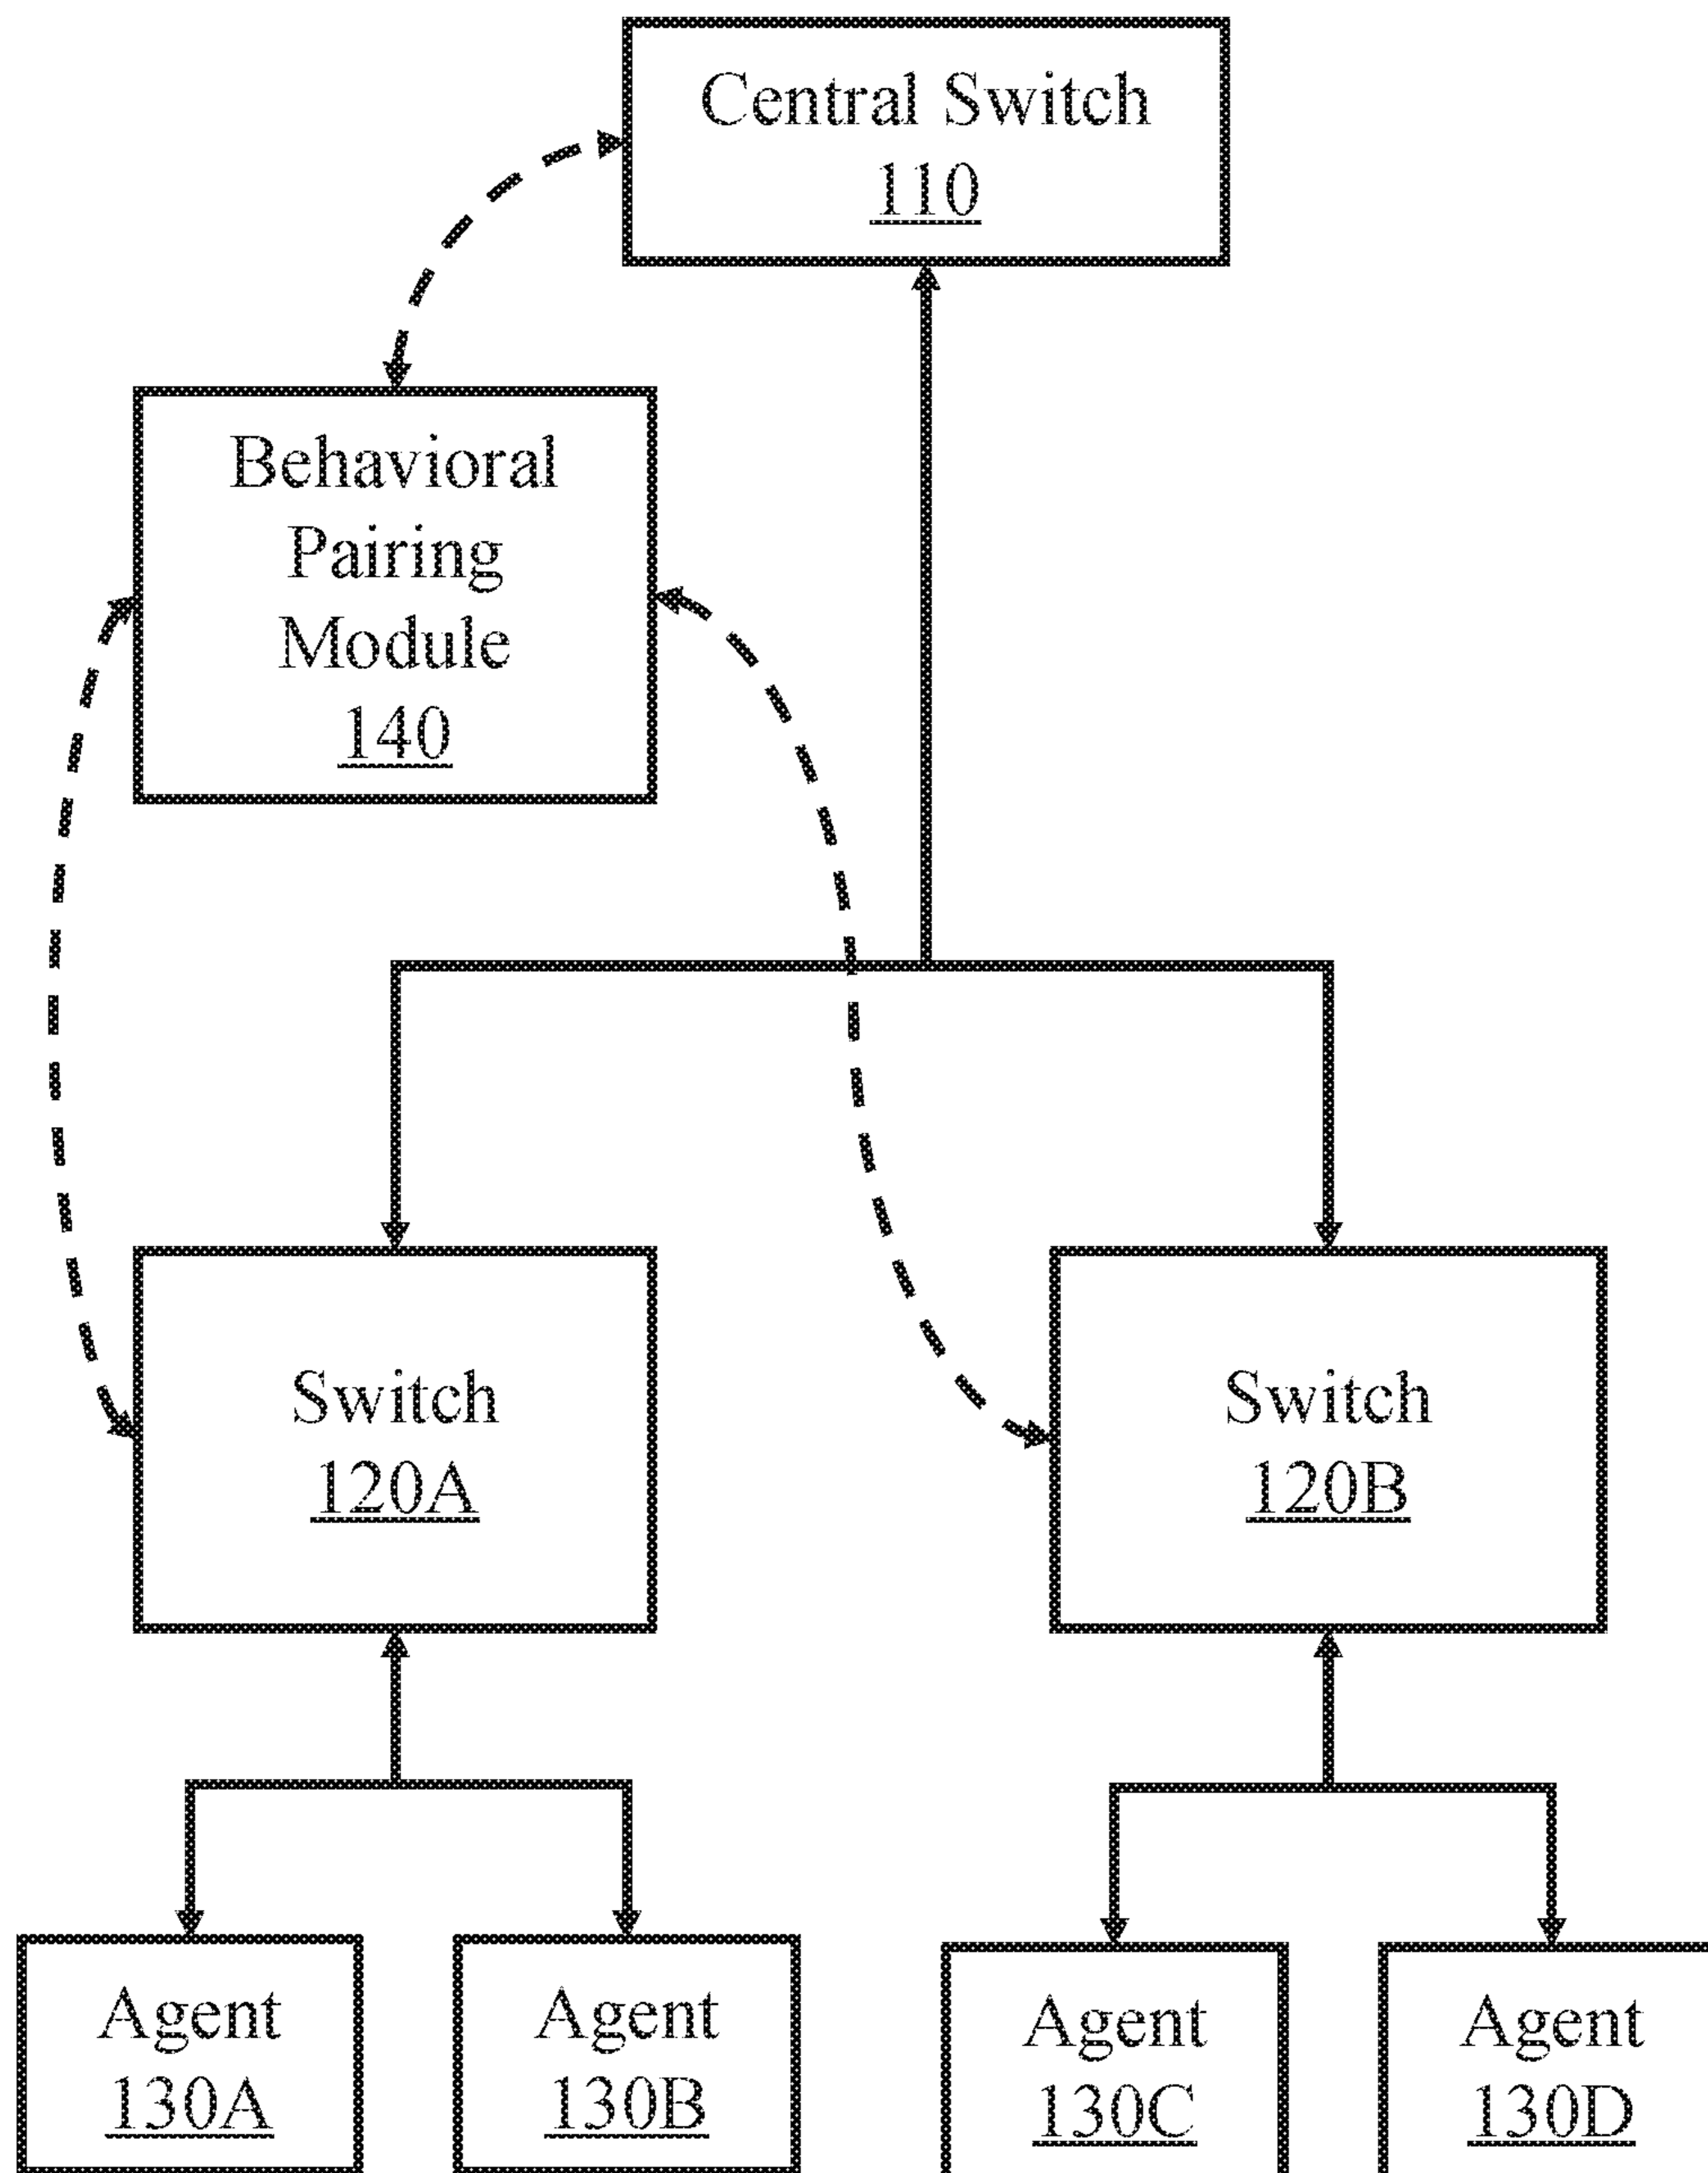 Central Switch
110
Behavioral
Pairing
Module
140
Switch
120A
Switch
120B
Agent
130A
Agent
130B
Agent
130C
Agent
130D